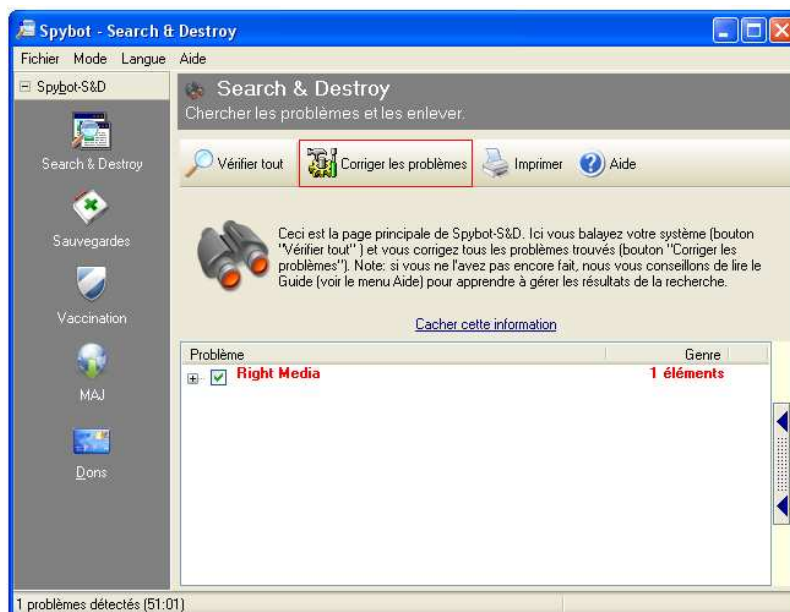 Spybot - Search & Destroy
Fichier Mode Langue Aide
Spybot-S&D
Search & Destroy
Sauvegardes
Vaccination
MAJ
Dons
Search & Destroy
Chercher les problèmes et les enlever.
Vérifier tout
Corriger les problèmes
Imprimer
Aide
Ceci est la page principale de Spybot-S&D. Ici vous balayez votre système (bouton
"Vérifier tout" ) et vous corrigez tous les problèmes trouvés (bouton "Corriger les
problèmes"). Note: si vous ne l'avez pas encore fait, nous vous conseillons de lire le
Guide (voir le menu Aide) pour apprendre à gérer les résultats de la recherche.
Cacher cette information
Problème Genre
Right Media 1 éléments
1 problèmes détectés (51:01)